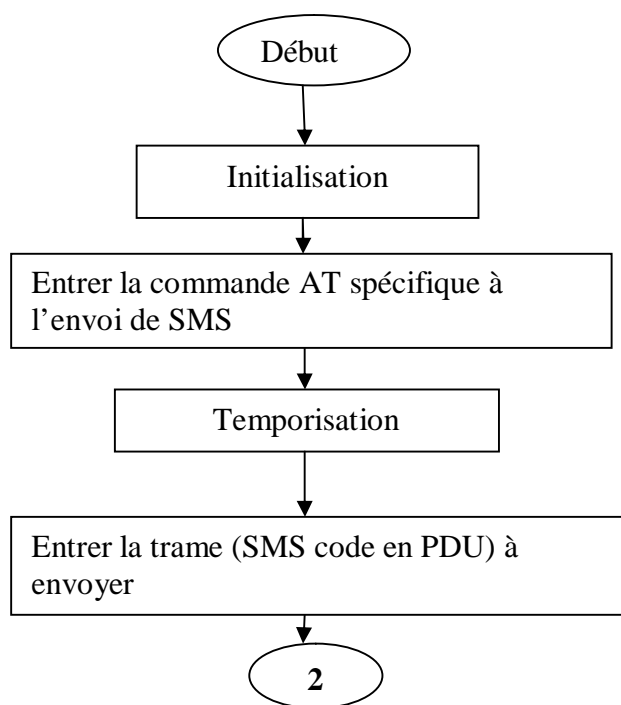 Début
Initialisation
Entrer la commande AT spécifique à
l’envoi de SMS
Temporisation
Entrer la trame (SMS code en PDU) à
envoyer
2